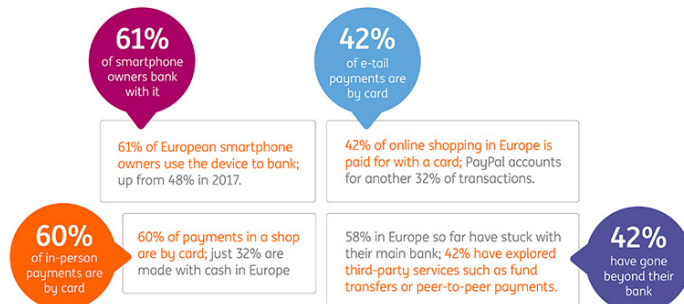 61%
of smartphone
owners bank
with it
42%
of e-tail
payments are
by card
61% of European smartphone
owners use the device to bank;
up from 48% in 2017.
42% of online shopping in Europe is
paid for with a card; PayPal accounts
for another 32% of transactions.
60%
of in-person
payments are
by card
60% of payments in a shop
are by card; just 32% are
made with cash in Europe
58% in Europe so far have stuck with
their main bank; 42% have explored
third-party services such as fund
transfers or peer-to-peer payments.
42%
have gone
beyond their
bank